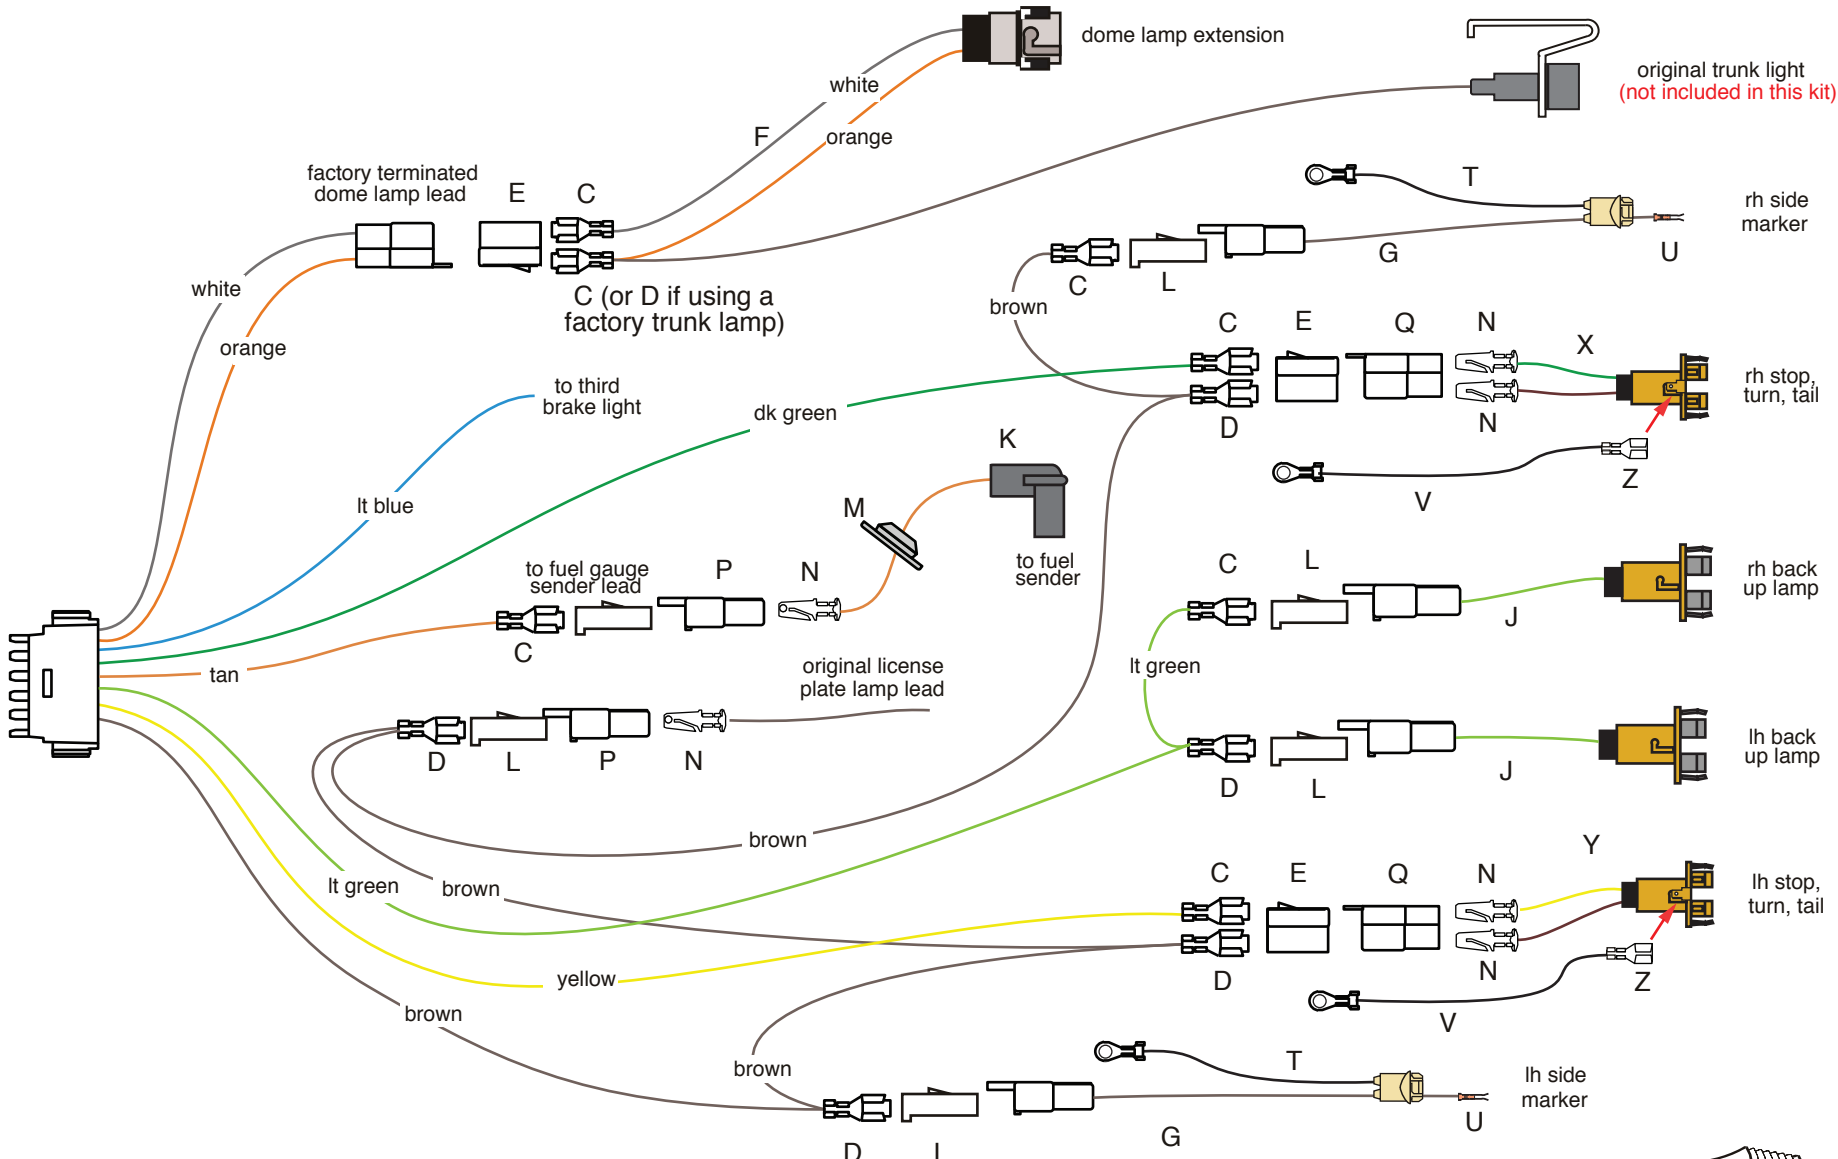 dome lamp extension
original trunk light
(not included in this kit)
white
F
orange
factory terminated
dome lamp lead
E
C
T
rh side
marker
G
U
C
L
white
C (or D if using a
factory trunk lamp)
brown
orange
C
E
Q
N
X
rh stop,
turn, tail
to third
brake light
dk green
D
N
K
Z
V
lt blue
M
to fuel gauge
sender lead
P
N
to fuel
sender
C
L
rh back
up lamp
J
C
tan
lt green
original license
plate lamp lead
D
L
P
N
lh back
up lamp
J
D
L
brown
Y
lt green
brown
C
E
Q
N
lh stop,
turn, tail
yellow
D
N
Z
V
brown
brown
T
lh side
marker
U
G
D